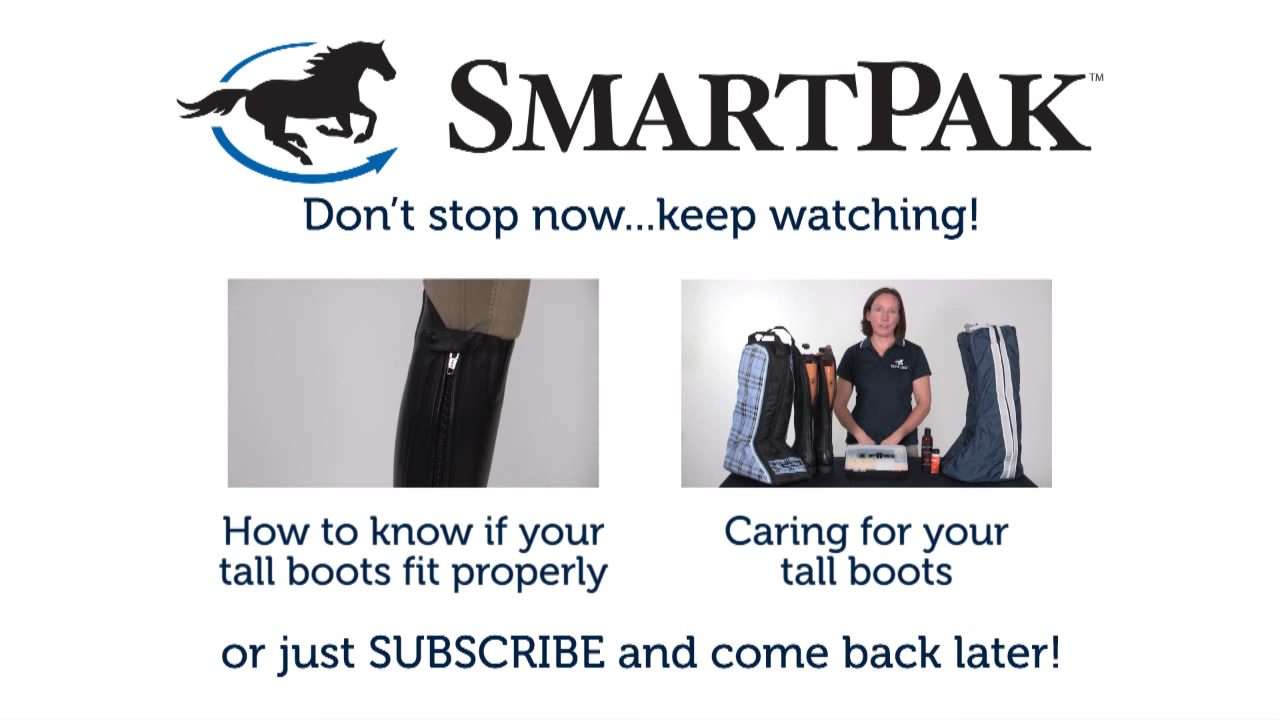 SMARTPAK™
Don't stop now...keep watching!
How to know if your
tall boots fit properly
Caring for your
tall boots
or just SUBSCRIBE and come back later!